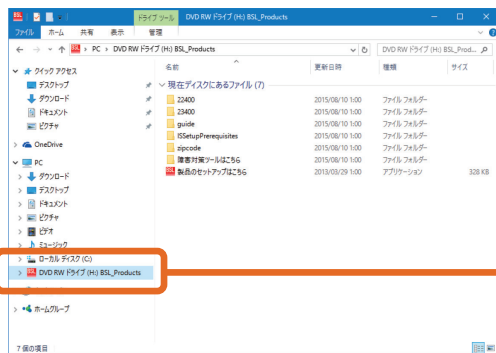 ドライブ ツール
DVD RW ドライブ (H:) BSL_Products
ファイル
ホーム
共有
表示
管理
PC › DVD RW ドライブ (H:) BSL_Products
DVD RW ドライブ (H:) BSL_Prod...
名前
更新日時
種類
サイズ
クイック アクセス
デスクトップ
ダウンロード
ドキュメント
ピクチャ
OneDrive
PC
ダウンロード
デスクトップ
ドキュメント
ピクチャ
ビデオ
ミュージック
ローカル ディスク (C:)
DVD RW ドライブ (H:) BSL_Products
ホームグループ
現在ディスクにあるファイル (7)
22400 2015/08/10 1:00 ファイル フォルダー
23400 2015/08/10 1:00 ファイル フォルダー
guide 2015/08/10 1:00 ファイル フォルダー
ISSetupPrerequisites 2015/08/10 1:00 ファイル フォルダー
zipcode 2015/08/10 1:00 ファイル フォルダー
障害対策ツールはこちら 2015/08/10 1:00 ファイル フォルダー
製品のセットアップはこちら 2013/03/29 1:00 アプリケーション 328 KB
7 個の項目